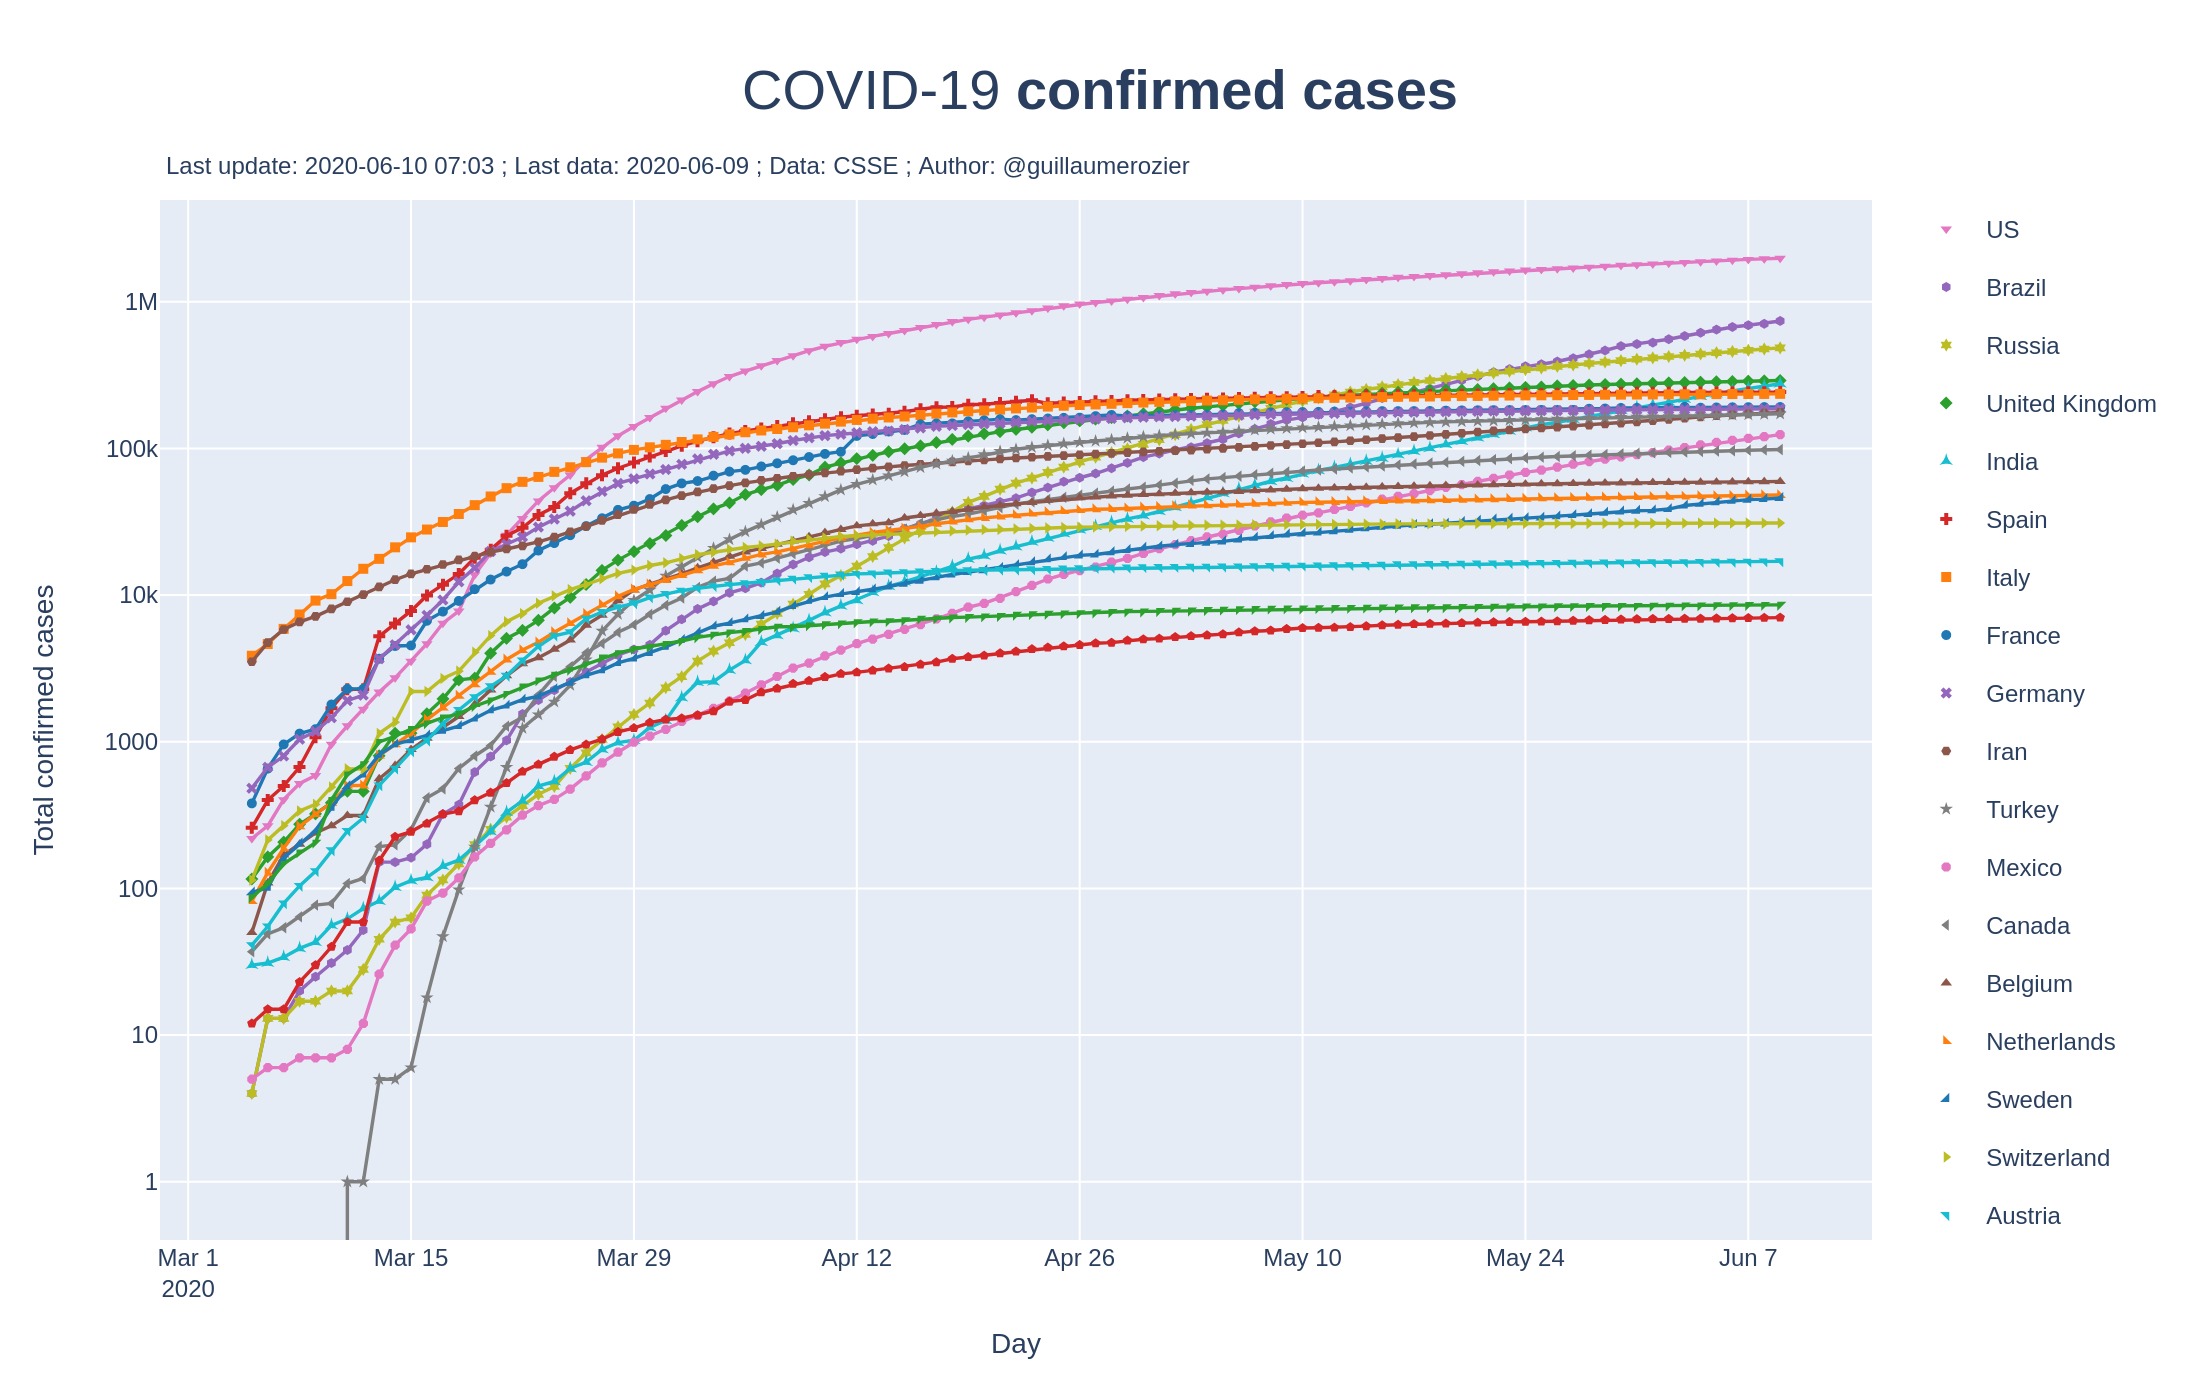 COVID-19 confirmed cases
Last update: 2020-06-10 07:03 ; Last data: 2020-06-09 ; Data: CSSE ; Author: @guillaumerozier
Total confirmed cases
1M
100k
10k
1000
100
10
1
Mar 1
2020
Mar 15
Mar 29
Apr 12
Apr 26
May 10
May 24
Jun 7
Day
US
Brazil
Russia
United Kingdom
India
Spain
Italy
France
Germany
Iran
Turkey
Mexico
Canada
Belgium
Netherlands
Sweden
Switzerland
Austria